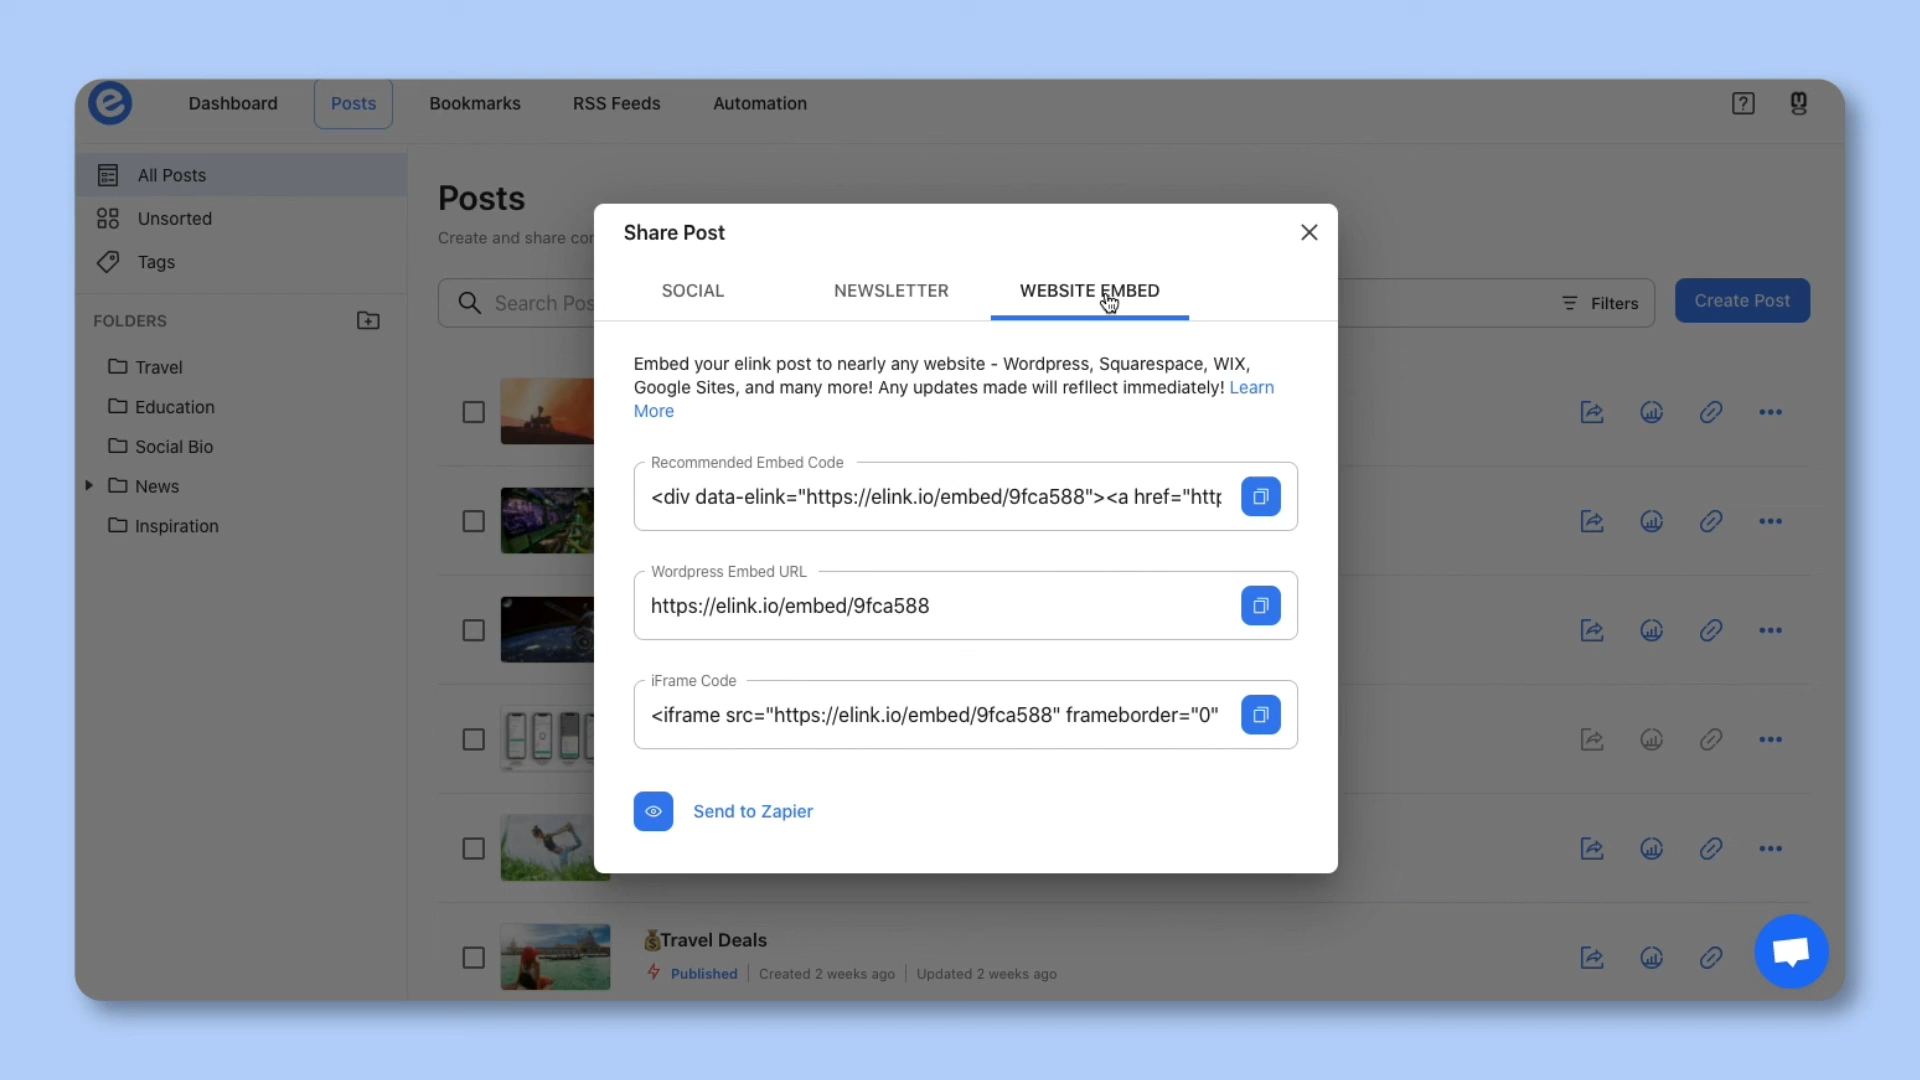 Dashboard
Posts
Bookmarks
RSS Feeds
Automation
All Posts
Unsorted
Tags
FOLDERS
Travel
Education
Social Bio
News
Inspiration
Posts
Create and share
Search
Filters
Create Post
Share Post
SOCIAL
NEWSLETTER
WEBSITE EMBED
Embed your elink post to nearly any website - Wordpress, Squarespace, WIX,
Google Sites, and many more! Any updates made will refllect immediately! Learn
More
Recommended Embed Code
<div data-elink="https://elink.io/embed/9fca588"><a href="http
Wordpress Embed URL
https://elink.io/embed/9fca588
iFrame Code
<iframe src="https://elink.io/embed/9fca588" frameborder="0"
Send to Zapier
💰Travel Deals
Published | Created 2 weeks ago | Updated 2 weeks ago